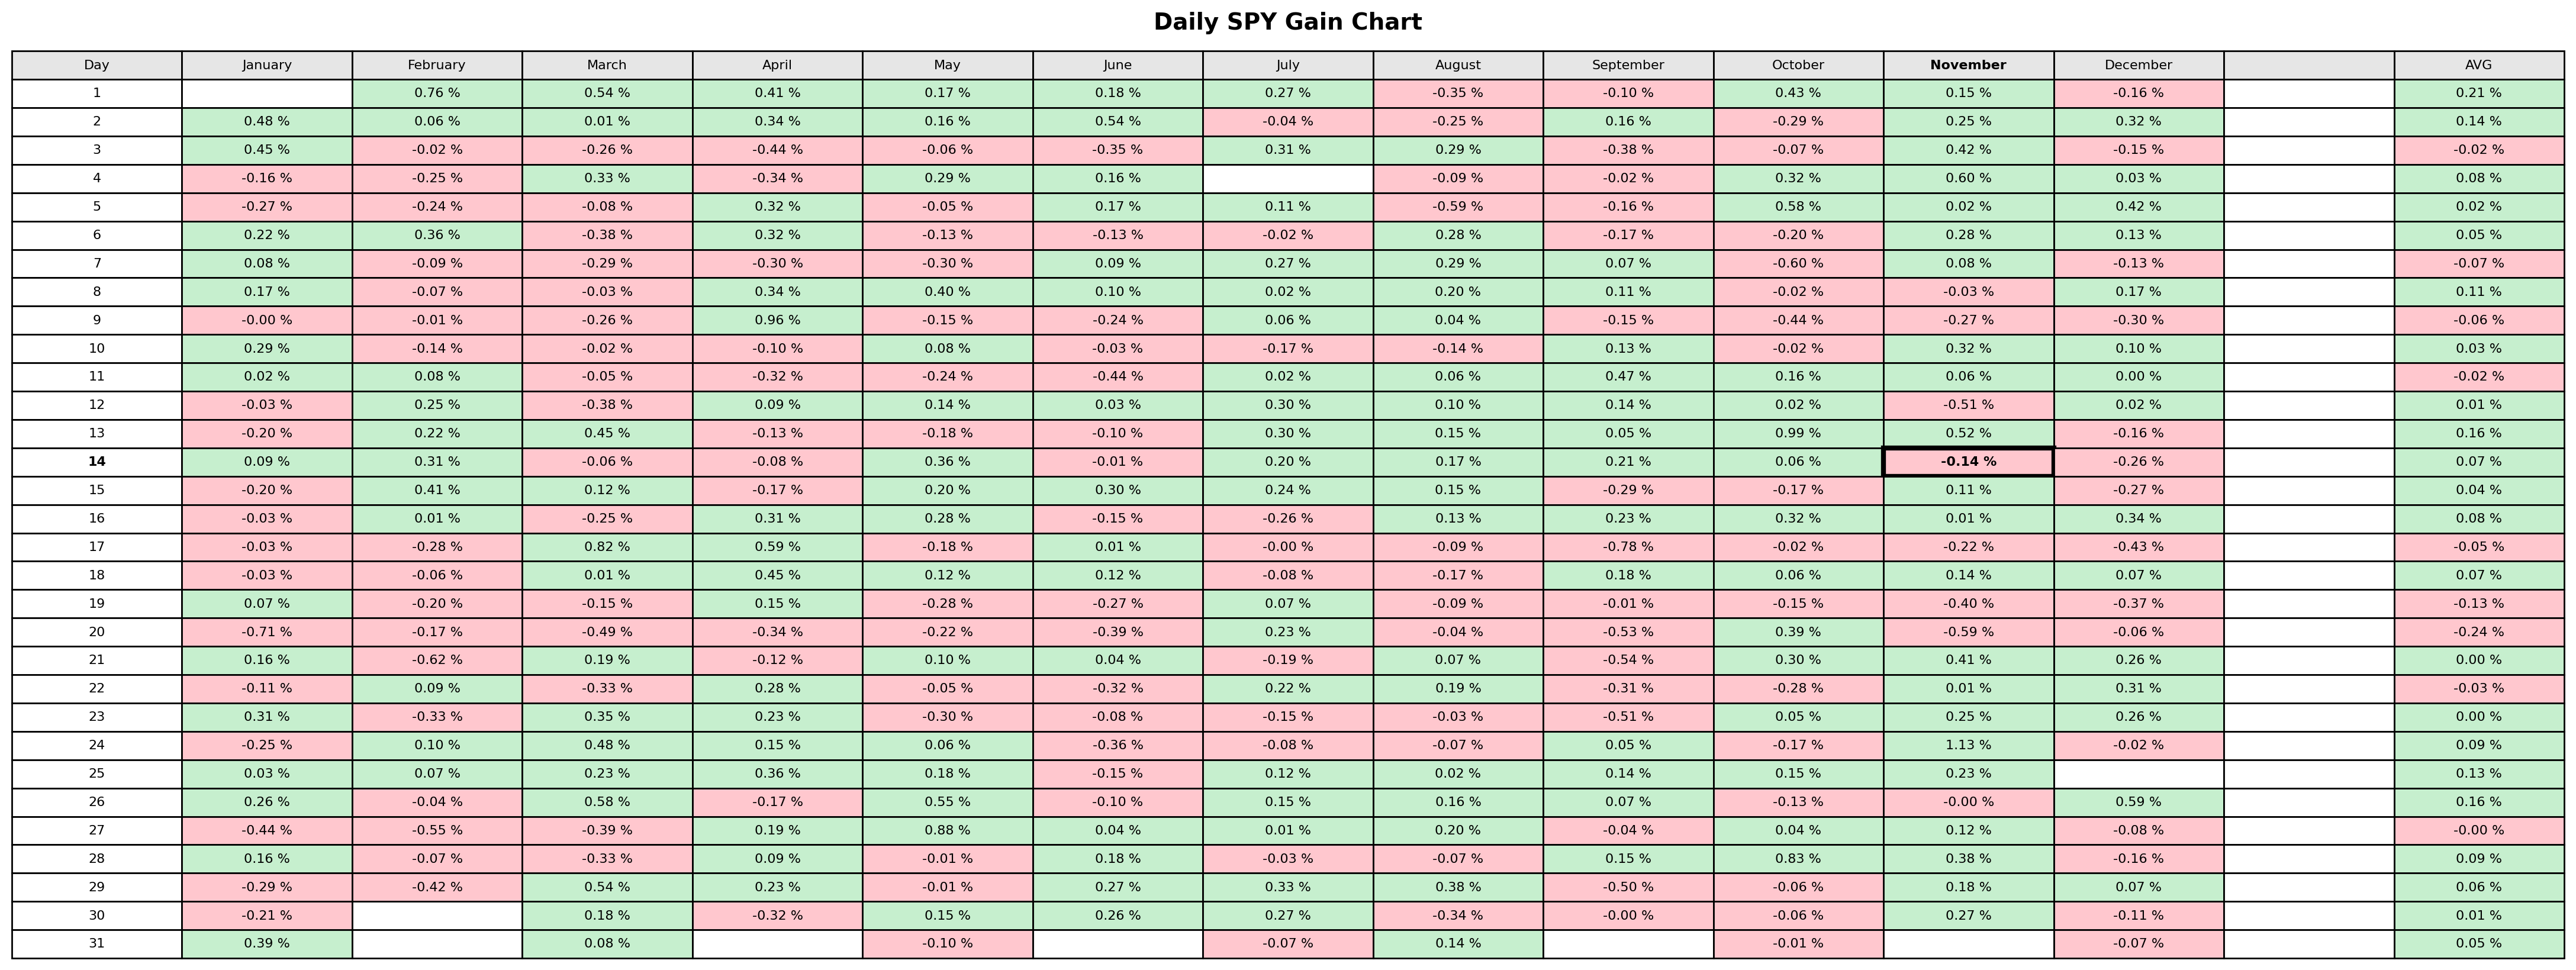 Daily SPY Gain Chart
Day January February March April May June July August September October November December AVG
1 0.76 % 0.54 % 0.41 % 0.17 % 0.18 % 0.27 % -0.35 % -0.10 % 0.43 % 0.15 % -0.16 % 0.21 %
2 0.48 % 0.06 % 0.01 % 0.34 % 0.16 % 0.54 % -0.04 % -0.25 % 0.16 % -0.29 % 0.25 % 0.32 % 0.14 %
3 0.45 % -0.02 % -0.26 % -0.44 % -0.06 % -0.35 % 0.31 % 0.29 % -0.38 % -0.07 % 0.42 % -0.15 % -0.02 %
4 -0.16 % -0.25 % 0.33 % -0.34 % 0.29 % 0.16 % -0.09 % -0.02 % 0.32 % 0.60 % 0.03 % 0.08 %
5 -0.27 % -0.24 % -0.08 % 0.32 % -0.05 % 0.17 % 0.11 % -0.59 % -0.16 % 0.58 % 0.02 % 0.42 % 0.02 %
6 0.22 % 0.36 % -0.38 % 0.32 % -0.13 % -0.13 % -0.02 % 0.28 % -0.17 % -0.20 % 0.28 % 0.13 % 0.05 %
7 0.08 % -0.09 % -0.29 % -0.30 % -0.30 % 0.09 % 0.27 % 0.29 % 0.07 % -0.60 % 0.08 % -0.13 % -0.07 %
8 0.17 % -0.07 % -0.03 % 0.34 % 0.40 % 0.10 % 0.02 % 0.20 % 0.11 % -0.02 % -0.03 % 0.17 % 0.11 %
9 -0.00 % -0.01 % -0.26 % 0.96 % -0.15 % -0.24 % 0.06 % 0.04 % -0.15 % -0.44 % -0.27 % -0.30 % -0.06 %
10 0.29 % -0.14 % -0.02 % -0.10 % 0.08 % -0.03 % -0.17 % -0.14 % 0.13 % -0.02 % 0.32 % 0.10 % 0.03 %
11 0.02 % 0.08 % -0.05 % -0.32 % -0.24 % -0.44 % 0.02 % 0.06 % 0.47 % 0.16 % 0.06 % 0.00 % -0.02 %
12 -0.03 % 0.25 % -0.38 % 0.09 % 0.14 % 0.03 % 0.30 % 0.10 % 0.14 % 0.02 % -0.51 % 0.02 % 0.01 %
13 -0.20 % 0.22 % 0.45 % -0.13 % -0.18 % -0.10 % 0.30 % 0.15 % 0.05 % 0.99 % 0.52 % -0.16 % 0.16 %
14 0.09 % 0.31 % -0.06 % -0.08 % 0.36 % -0.01 % 0.20 % 0.17 % 0.21 % 0.06 % -0.14 % -0.26 % 0.07 %
15 -0.20 % 0.41 % 0.12 % -0.17 % 0.20 % 0.30 % 0.24 % 0.15 % -0.29 % -0.17 % 0.11 % -0.27 % 0.04 %
16 -0.03 % 0.01 % -0.25 % 0.31 % 0.28 % -0.15 % -0.26 % 0.13 % 0.23 % 0.32 % 0.01 % 0.34 % 0.08 %
17 -0.03 % -0.28 % 0.82 % 0.59 % -0.18 % 0.01 % -0.00 % -0.09 % -0.78 % -0.02 % -0.22 % -0.43 % -0.05 %
18 -0.03 % -0.06 % 0.01 % 0.45 % 0.12 % 0.12 % -0.08 % -0.17 % 0.18 % 0.06 % 0.14 % 0.07 % 0.07 %
19 0.07 % -0.20 % -0.15 % 0.15 % -0.28 % -0.27 % 0.07 % -0.09 % -0.01 % -0.15 % -0.40 % -0.37 % -0.13 %
20 -0.71 % -0.17 % -0.49 % -0.34 % -0.22 % -0.39 % 0.23 % -0.04 % -0.53 % 0.39 % -0.59 % -0.06 % -0.24 %
21 0.16 % -0.62 % 0.19 % -0.12 % 0.10 % 0.04 % -0.19 % 0.07 % -0.54 % 0.30 % 0.41 % 0.26 % 0.00 %
22 -0.11 % 0.09 % -0.33 % 0.28 % -0.05 % -0.32 % 0.22 % 0.19 % -0.31 % -0.28 % 0.01 % 0.31 % -0.03 %
23 0.31 % -0.33 % 0.35 % 0.23 % -0.30 % -0.08 % -0.15 % -0.03 % -0.51 % 0.05 % 0.25 % 0.26 % 0.00 %
24 -0.25 % 0.10 % 0.48 % 0.15 % 0.06 % -0.36 % -0.08 % -0.07 % 0.05 % -0.17 % 1.13 % -0.02 % 0.09 %
25 0.03 % 0.07 % 0.23 % 0.36 % 0.18 % -0.15 % 0.12 % 0.02 % 0.14 % 0.15 % 0.23 % 0.13 %
26 0.26 % -0.04 % 0.58 % -0.17 % 0.55 % -0.10 % 0.15 % 0.16 % 0.07 % -0.13 % -0.00 % 0.59 % 0.16 %
27 -0.44 % -0.55 % -0.39 % 0.19 % 0.88 % 0.04 % 0.01 % 0.20 % -0.04 % 0.04 % 0.12 % -0.08 % -0.00 %
28 0.16 % -0.07 % -0.33 % 0.09 % -0.01 % 0.18 % -0.03 % -0.07 % 0.15 % 0.83 % 0.38 % -0.16 % 0.09 %
29 -0.29 % -0.42 % 0.54 % 0.23 % -0.01 % 0.27 % 0.33 % 0.38 % -0.50 % -0.06 % 0.18 % 0.07 % 0.06 %
30 -0.21 % 0.18 % -0.32 % 0.15 % 0.26 % 0.27 % -0.34 % -0.00 % -0.06 % 0.27 % -0.11 % 0.01 %
31 0.39 % 0.08 % -0.10 % -0.07 % 0.14 % -0.01 % -0.07 % 0.05 %